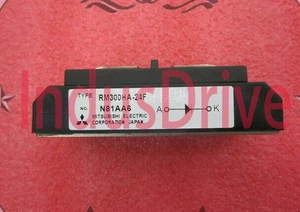 TYPE RM300HA-24F
NO. N81AA6
A K
MITSUBISHI ELECTRIC
CORPORATION JAPAN
IndusDrive